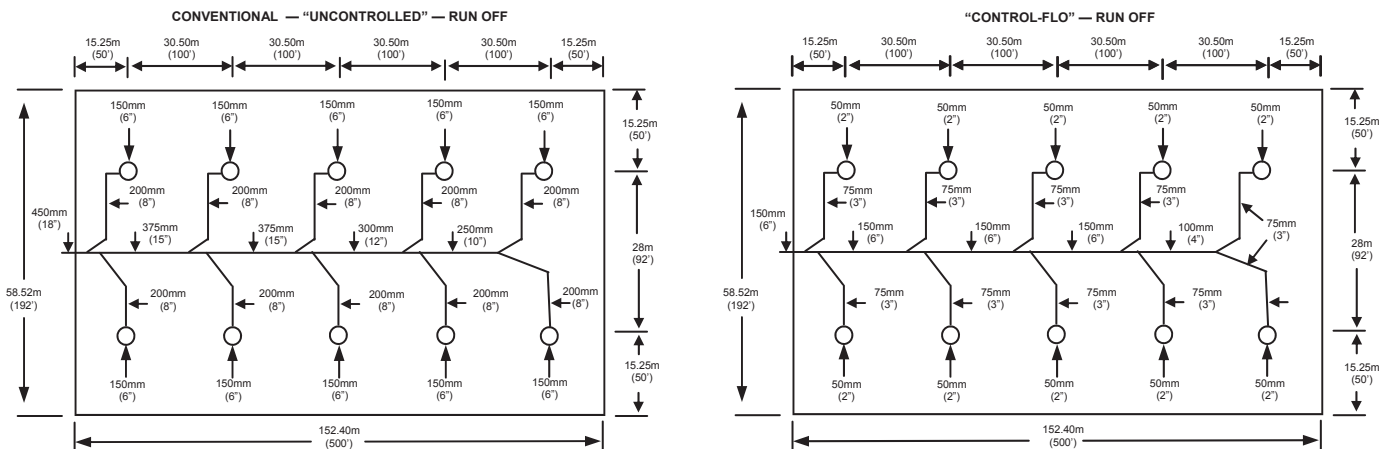 CONVENTIONAL — “UNCONTROLLED” — RUN OFF
15.25m 30.50m 30.50m 30.50m 30.50m 15.25m
(50’) (100’) (100’) (100’) (100’) (50’)
150mm 150mm 150mm 150mm 150mm
(6”) (6”) (6”) (6”) (6”)
15.25m
(50’)
200mm 200mm 200mm 200mm 200mm
(8”) (8”) (8”) (8”) (8”)
450mm
(18”)
375mm 375mm 300mm 250mm
(15”) (15”) (12”) (10”)
28m
(92’)
58.52m
(192’)
200mm 200mm 200mm 200mm 200mm
(8”) (8”) (8”) (8”) (8”)
15.25m
(50’)
150mm 150mm 150mm 150mm 150mm
(6”) (6”) (6”) (6”) (6”)
152.40m
(500’)
“CONTROL-FLO” — RUN OFF
15.25m 30.50m 30.50m 30.50m 30.50m 15.25m
(50’) (100’) (100’) (100’) (100’) (50’)
50mm 50mm 50mm 50mm 50mm
(2”) (2”) (2”) (2”) (2”)
15.25m
(50’)
75mm 75mm 75mm 75mm
(3”) (3”) (3”) (3”)
150mm
(6”)
150mm 150mm 150mm 100mm
(6”) (6”) (6”) (4”)
75mm
(3”)
28m
(92’)
58.52m
(192’)
75mm 75mm 75mm 75mm
(3”) (3”) (3”) (3”)
15.25m
(50’)
50mm 50mm 50mm 50mm 50mm
(2”) (2”) (2”) (2”) (2”)
152.40m
(500’)